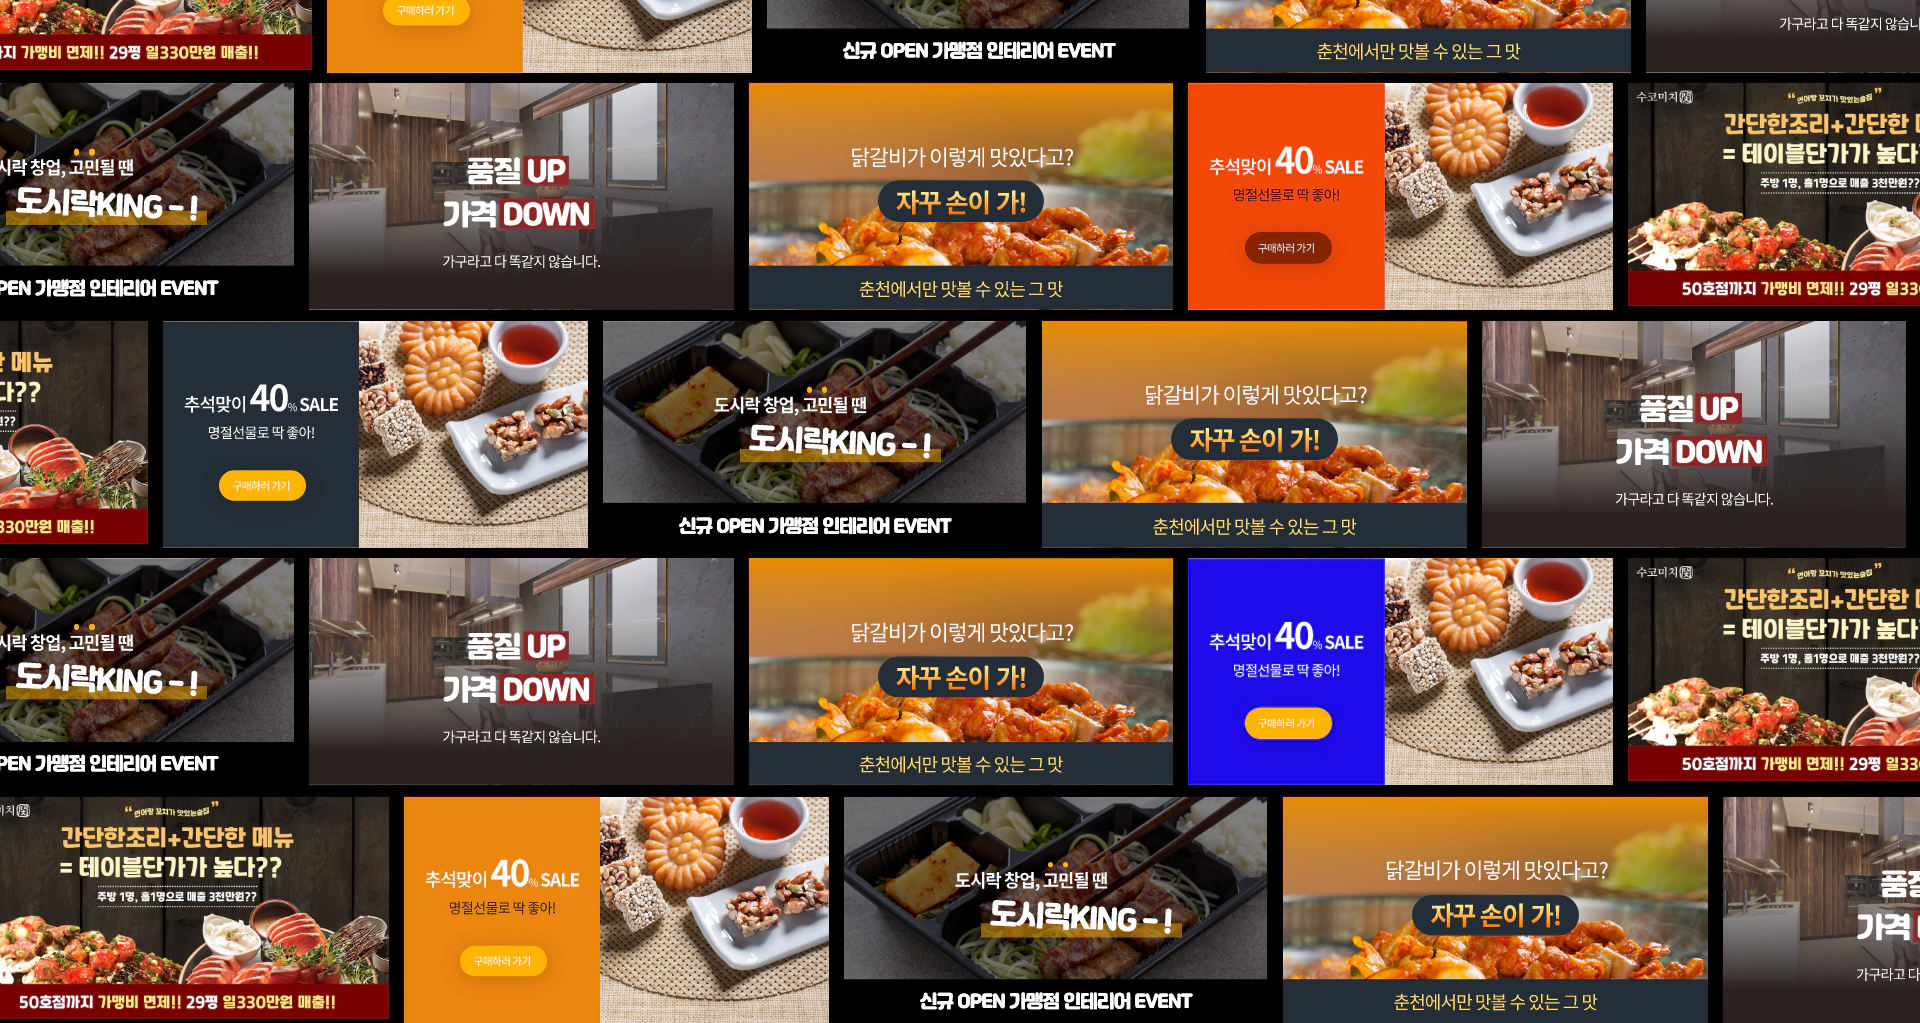 지 가맹비 면제!! 29평 일330만원 매출!!
구매하러 가기
신규 OPEN 가맹점 인테리어 EVENT
춘천에서만 맛볼 수 있는 그 맛
가구라고 다 똑같지 않습니
시락 창업, 고민될 땐
도시락KING – !
PEN 가맹점 인테리어 EVENT
품질 UP
가격 DOWN
가구라고 다 똑같지 않습니다.
닭갈비가 이렇게 맛있다고?
자꾸 손이 가!
춘천에서만 맛볼 수 있는 그 맛
추석맞이 40% SALE
명절선물로 딱 좋아!
구매하러 가기
수코미치
간단한조리+간단한
= 테이블단가가 높다
주방 1명, 홀1명으로 매출 3천만원??
50호점까지 가맹비 면제!! 29평 일33
한 메뉴
다??
원??
330만원 매출!!
추석맞이 40% SALE
명절선물로 딱 좋아!
구매하러 가기
도시락 창업, 고민될 땐
도시락KING – !
신규 OPEN 가맹점 인테리어 EVENT
닭갈비가 이렇게 맛있다고?
자꾸 손이 가!
춘천에서만 맛볼 수 있는 그 맛
품질 UP
가격 DOWN
가구라고 다 똑같지 않습니다.
시락 창업, 고민될 땐
도시락KING – !
PEN 가맹점 인테리어 EVENT
품질 UP
가격 DOWN
가구라고 다 똑같지 않습니다.
닭갈비가 이렇게 맛있다고?
자꾸 손이 가!
춘천에서만 맛볼 수 있는 그 맛
추석맞이 40% SALE
명절선물로 딱 좋아!
구매하러 가기
수코미치
간단한조리+간단한
= 테이블단가가 높다
주방 1명, 홀1명으로 매출 3천만원??
50호점까지 가맹비 면제!! 29평 일33
미치
“연어랑 꼬치가 맛있는술집”
간단한조리+간단한 메뉴
= 테이블단가가 높다??
주방 1명, 홀1명으로 매출 3천만원??
50호점까지 가맹비 면제!! 29평 일330만원 매출!!
추석맞이 40% SALE
명절선물로 딱 좋아!
구매하러 가기
도시락 창업, 고민될 땐
도시락KING – !
신규 OPEN 가맹점 인테리어 EVENT
닭갈비가 이렇게 맛있다고?
자꾸 손이 가!
춘천에서만 맛볼 수 있는 그 맛
품질
가격
가구라고 다